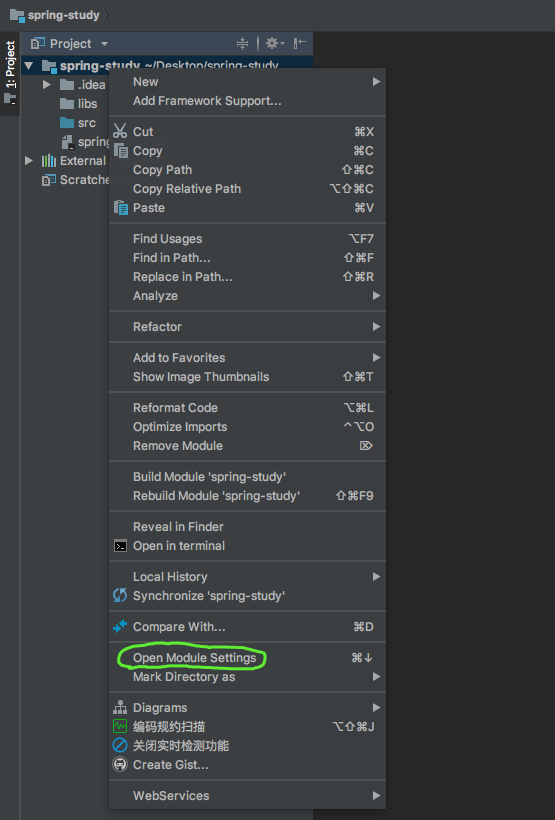 spring-study
1: Project
Project
spring-study ~/Desktop/spring-study
.idea
libs
src
spring
External
Scratches
New
Add Framework Support...
Cut ⌘X
Copy ⌘C
Copy Path ⇧⌘C
Copy Relative Path ⌥⇧⌘C
Paste ⌘V
Find Usages ⌥F7
Find in Path... ⇧⌘F
Replace in Path... ⇧⌘R
Analyze
Refactor
Add to Favorites
Show Image Thumbnails ⇧⌘T
Reformat Code ⌥⌘L
Optimize Imports ^⌥O
Remove Module ⌦
Build Module 'spring-study'
Rebuild Module 'spring-study' ⇧⌘F9
Reveal in Finder
Open in terminal
Local History
Synchronize 'spring-study'
Compare With... ⌘D
Open Module Settings ⌘↓
Mark Directory as
Diagrams
编码规约扫描 ⌥⇧⌘J
关闭实时检测功能
Create Gist...
WebServices